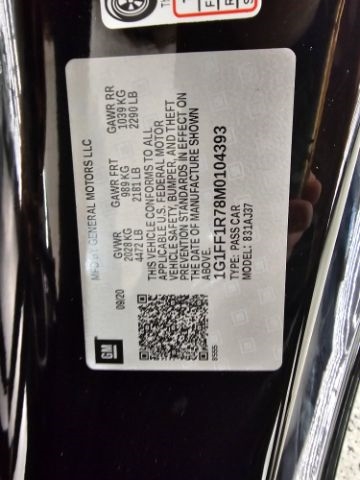 MFD BY GENERAL MOTORS LLC
09/20
GVWR GAWR FRT GAWR RR
2028 KG 989 KG 1039 KG
4472 LB 2181 LB 2290 LB
THIS VEHICLE CONFORMS TO ALL
APPLICABLE U.S. FEDERAL MOTOR
VEHICLE SAFETY, BUMPER, AND THEFT
PREVENTION STANDARDS IN EFFECT ON
THE DATE OF MANUFACTURE SHOWN
ABOVE.
1G1FF1R78M0104393
TYPE: PASS CAR
MODEL: 831AJ37
GM